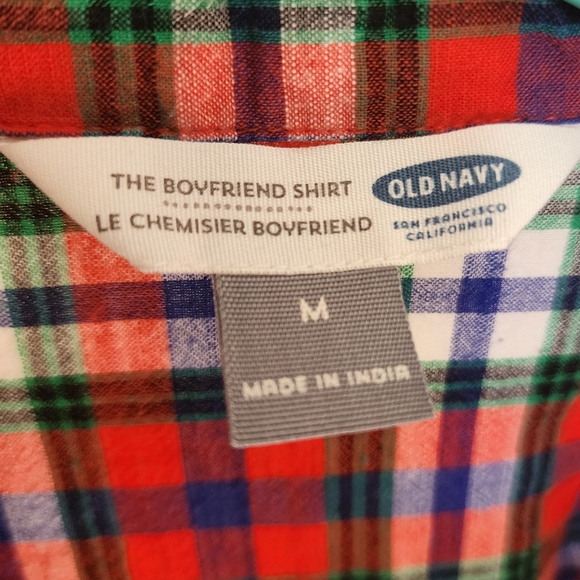 THE BOYFRIEND SHIRT
LE CHEMISIER BOYFRIEND
OLD NAVY
SAN FRANCISCO
CALIFORNIA
M
MADE IN INDIA